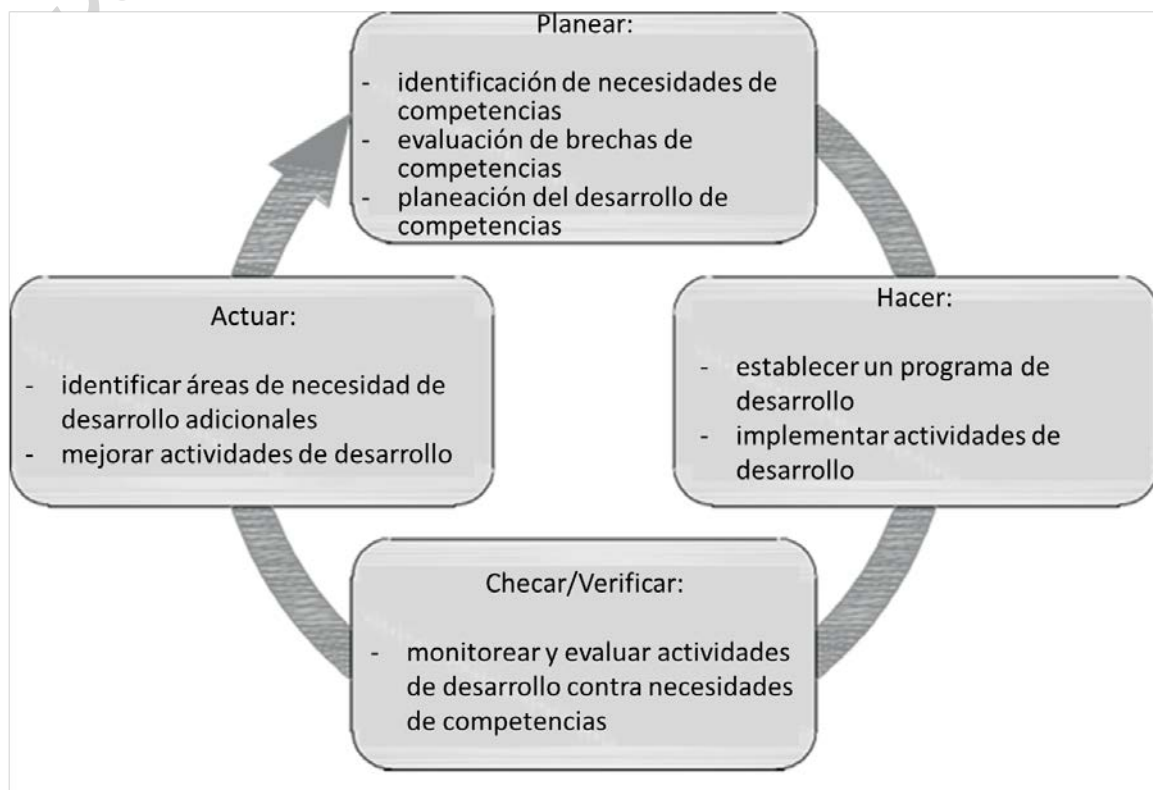 Planear:
- identificación de necesidades de
competencias
- evaluación de brechas de
competencias
- planeación del desarrollo de
competencias
Hacer:
- establecer un programa de
desarrollo
- implementar actividades de
desarrollo
Checar/Verificar:
- monitorear y evaluar actividades
de desarrollo contra necesidades
de competencias
Actuar:
- identificar áreas de necesidad de
desarrollo adicionales
- mejorar actividades de desarrollo